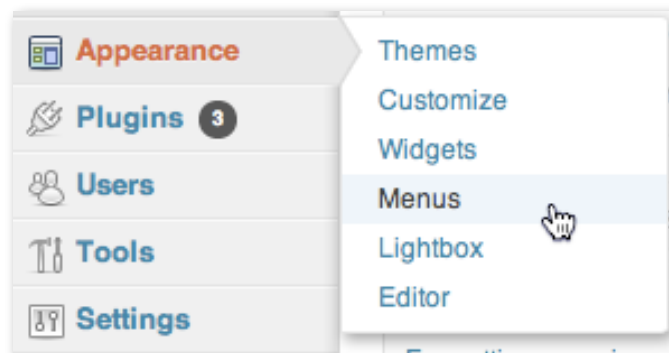 Appearance
Plugins 3
Users
Tools
Settings
Themes
Customize
Widgets
Menus
Lightbox
Editor